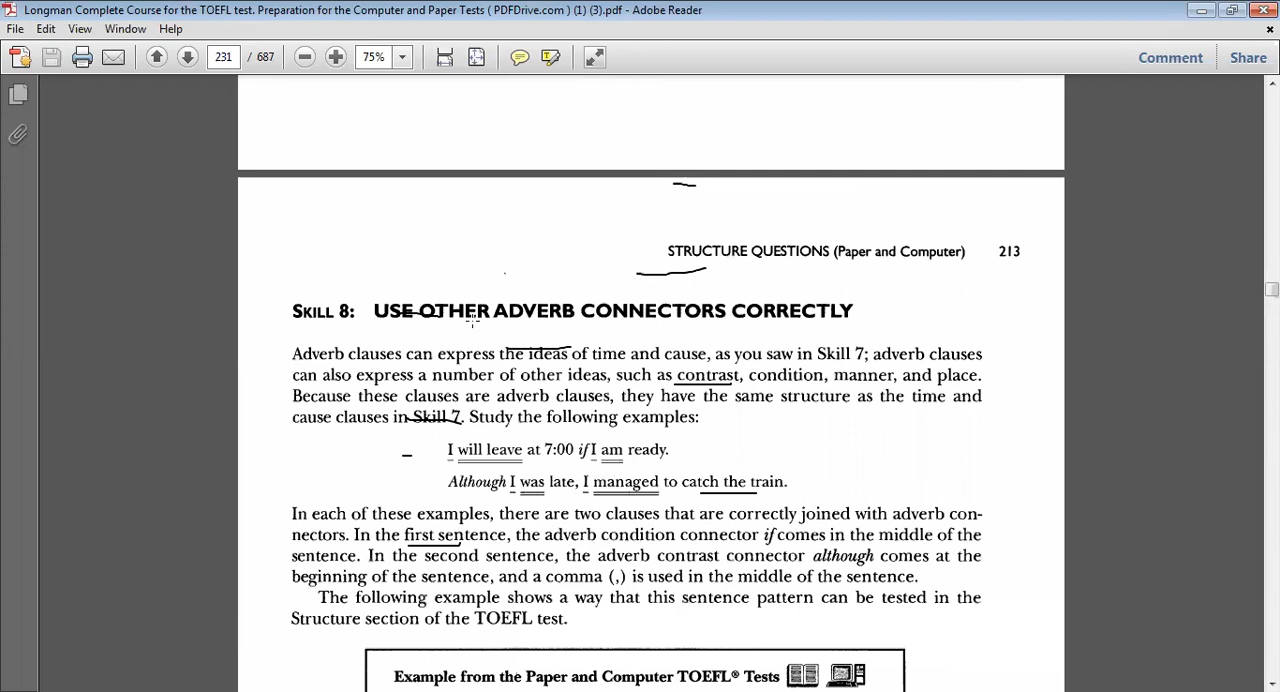 Longman Complete Course for the TOEFL test. Preparation for the Computer and Paper Tests ( PDFDrive.com ) (1) (3).pdf - Adobe Reader
File Edit View Window Help
231 / 687 75% Comment Share
STRUCTURE QUESTIONS (Paper and Computer) 213
SKILL 8: USE OTHER ADVERB CONNECTORS CORRECTLY
Adverb clauses can express the ideas of time and cause, as you saw in Skill 7; adverb clauses
can also express a number of other ideas, such as contrast, condition, manner, and place.
Because these clauses are adverb clauses, they have the same structure as the time and
cause clauses in Skill 7. Study the following examples:
I will leave at 7:00 if I am ready.
Although I was late, I managed to catch the train.
In each of these examples, there are two clauses that are correctly joined with adverb con-
nectors. In the first sentence, the adverb condition connector if comes in the middle of the
sentence. In the second sentence, the adverb contrast connector although comes at the
beginning of the sentence, and a comma (,) is used in the middle of the sentence.
The following example shows a way that this sentence pattern can be tested in the
Structure section of the TOEFL test.
Example from the Paper and Computer TOEFL® Tests